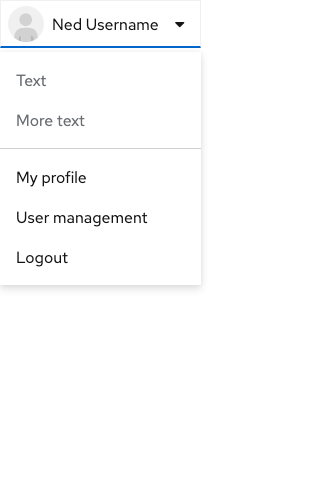 Ned Username
Text
More text
My profile
User management
Logout